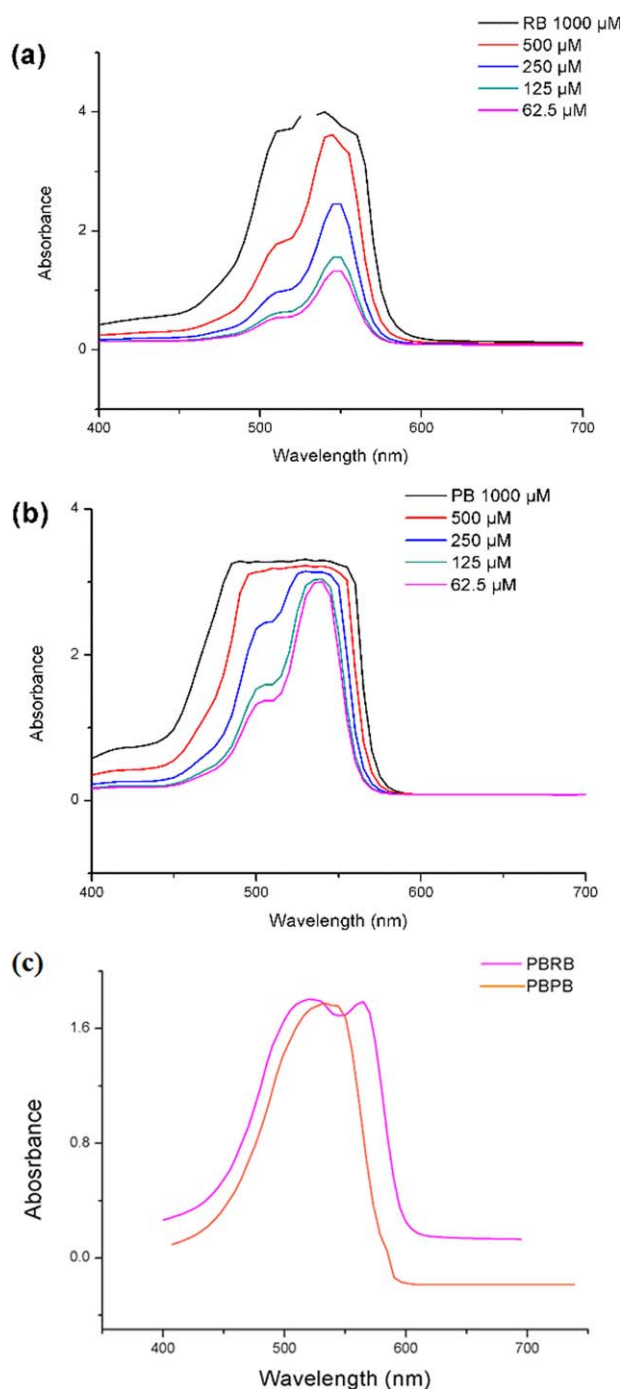 (a)
RB 1000 µM
500 µM
250 µM
125 µM
62.5 µM
4
2
0
Absorbance
400
500
600
700
Wavelength (nm)
(b)
PB 1000 µM
500 µM
250 µM
125 µM
62.5 µM
4
2
0
Absorbance
400
500
600
700
Wavelength (nm)
(c)
PBRB
PBPB
1.6
0.8
0.0
Abosrbance
400
500
600
700
Wavelength (nm)